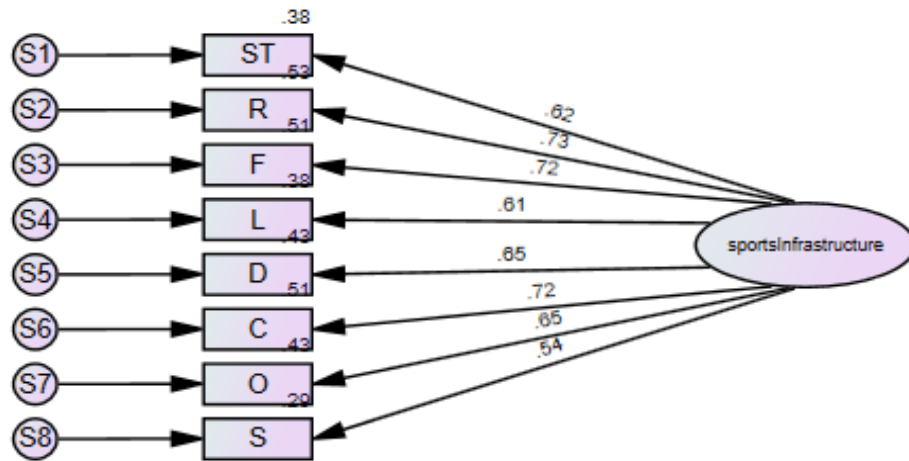 .38
S1 ST .62
.53
S2 R .73
.51
S3 F .72
.38
S4 L .61
sportsInfrastructure
.43
S5 D .65
.51
S6 C .72
.43
S7 O .65
.29
S8 S .54